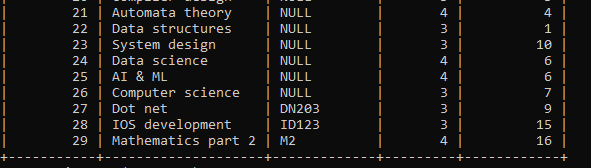 | 21 | Automata theory | NULL | 4 | 4 |
| 22 | Data structures | NULL | 3 | 1 |
| 23 | System design | NULL | 3 | 10 |
| 24 | Data science | NULL | 4 | 6 |
| 25 | AI & ML | NULL | 4 | 6 |
| 26 | Computer science | NULL | 3 | 7 |
| 27 | Dot net | DN203 | 3 | 9 |
| 28 | IOS development | ID123 | 3 | 15 |
| 29 | Mathematics part 2 | M2 | 4 | 16 |